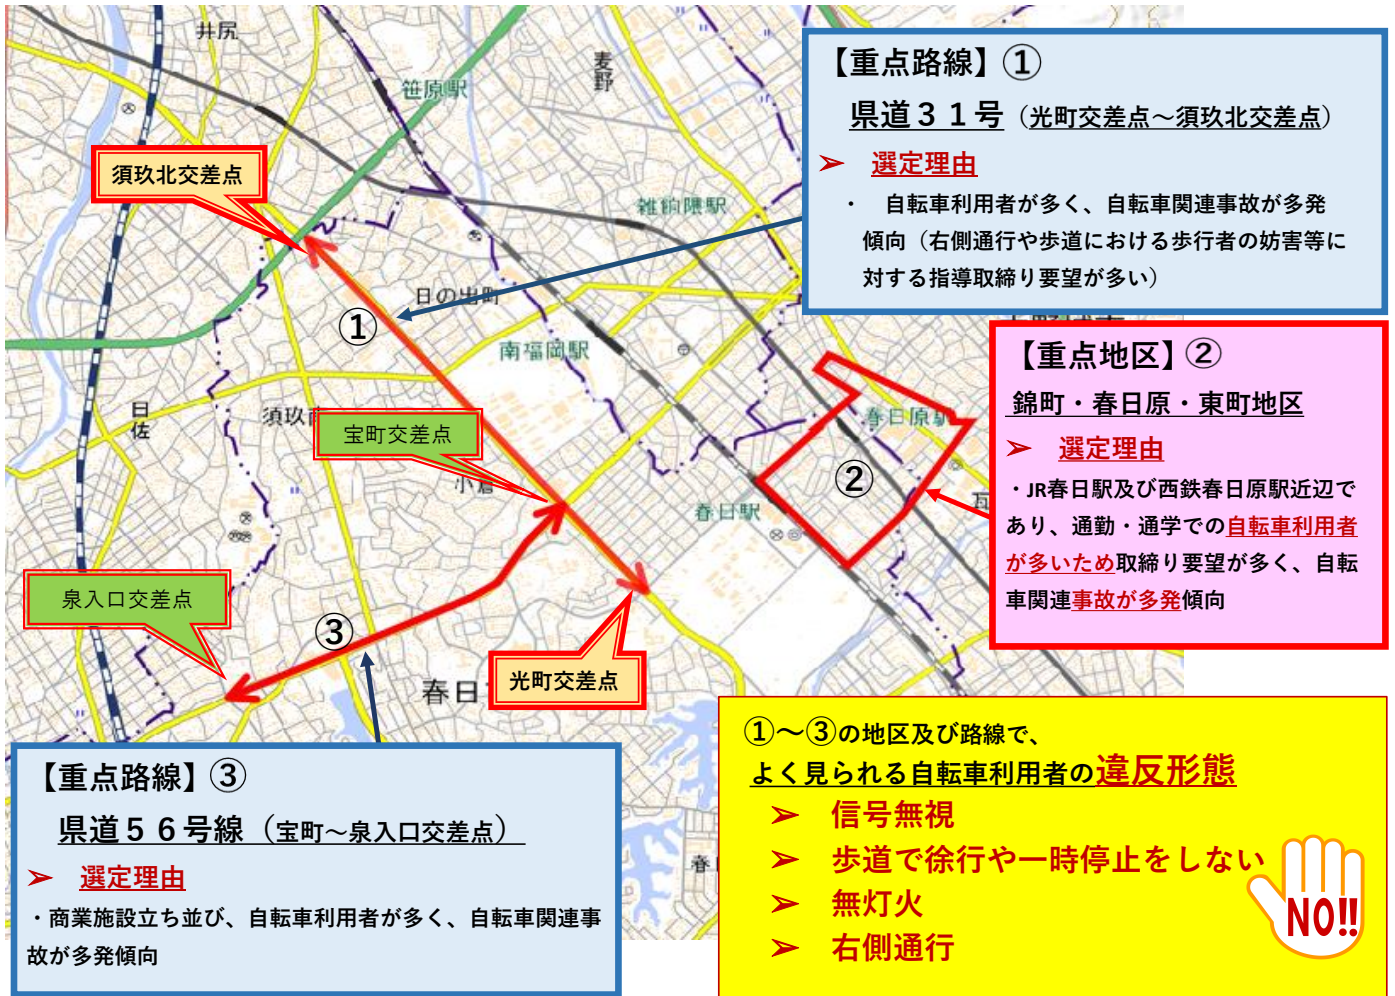 井尻
笹原駅
麦野
須玖北交差点
雑餉隈駅
日の出町
①
南福岡駅
日佐
須玖
宝町交差点
小倉
春日原駅
②
春日駅
泉入口交差点
③
光町交差点
春日
春日
【重点路線】①
県道３１号（光町交差点～須玖北交差点）
➢ 選定理由
・　自転車利用者が多く、自転車関連事故が多発
傾向（右側通行や歩道における歩行者の妨害等に
対する指導取締り要望が多い）
【重点地区】②
錦町・春日原・東町地区
➢ 選定理由
・JR春日駅及び西鉄春日原駅近辺で
あり、通勤・通学での自転車利用者
が多いため取締り要望が多く、自転
車関連事故が多発傾向
【重点路線】③
県道５６号線（宝町～泉入口交差点）
➢ 選定理由
・商業施設立ち並び、自転車利用者が多く、自転車関連事
故が多発傾向
①～③の地区及び路線で、
よく見られる自転車利用者の違反形態
➢ 信号無視
➢ 歩道で徐行や一時停止をしない
➢ 無灯火
➢ 右側通行
NO!!